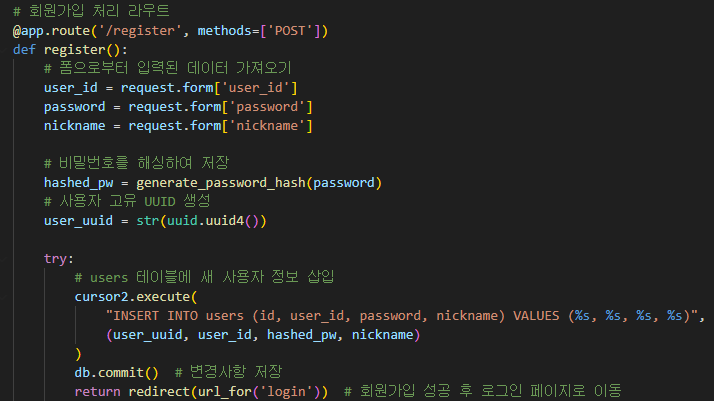 # 회원가입 처리 라우트
@app.route('/register', methods=['POST'])
def register():
    # 폼으로부터 입력된 데이터 가져오기
    user_id = request.form['user_id']
    password = request.form['password']
    nickname = request.form['nickname']

    # 비밀번호를 해싱하여 저장
    hashed_pw = generate_password_hash(password)
    # 사용자 고유 UUID 생성
    user_uuid = str(uuid.uuid4())

    try:
        # users 테이블에 새 사용자 정보 삽입
        cursor2.execute(
            "INSERT INTO users (id, user_id, password, nickname) VALUES (%s, %s, %s, %s)",
            (user_uuid, user_id, hashed_pw, nickname)
        )
        db.commit()  # 변경사항 저장
        return redirect(url_for('login'))  # 회원가입 성공 후 로그인 페이지로 이동